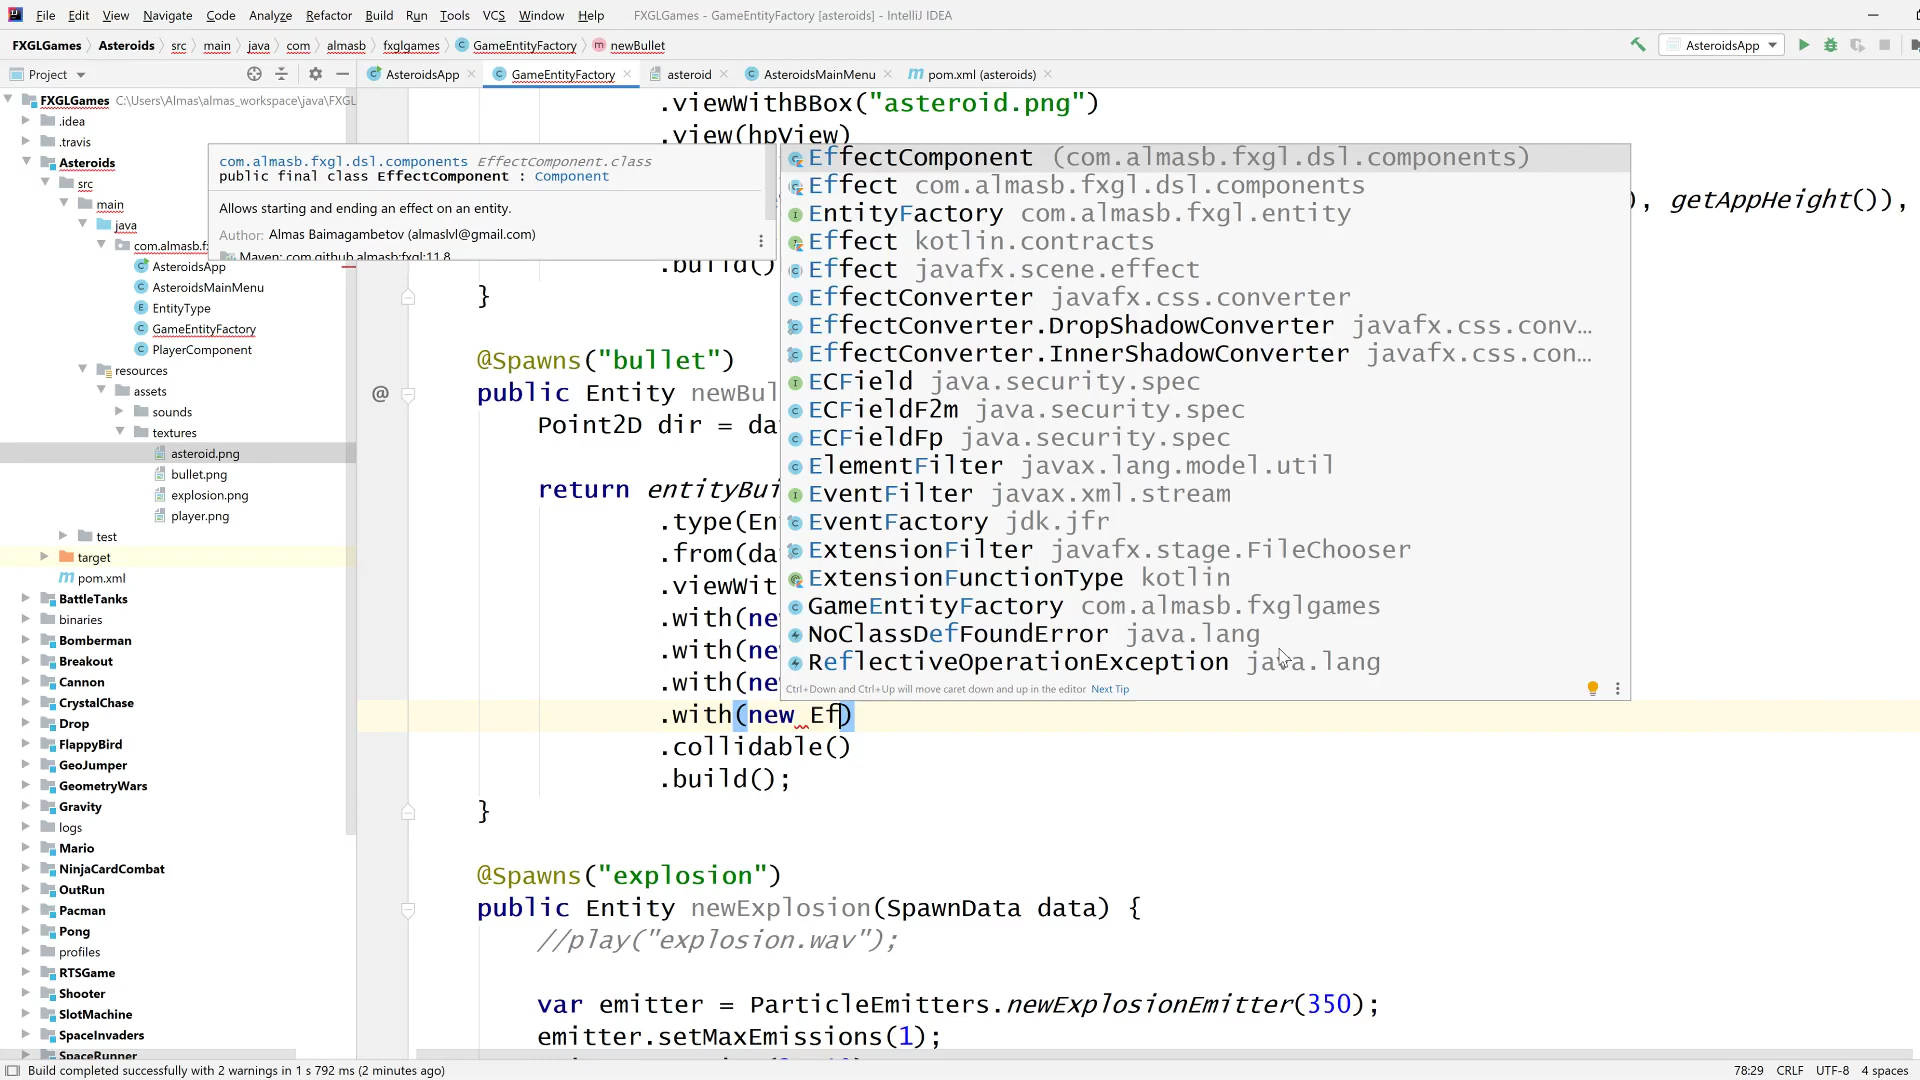 File Edit View Navigate Code Analyze Refactor Build Run Tools VCS Window Help FXGLGames - GameEntityFactory [asteroids] - IntelliJ IDEA
FXGLGames Asteroids src main java com almasb fxglgames GameEntityFactory newBullet AsteroidsApp
Project AsteroidsApp GameEntityFactory asteroid AsteroidsMainMenu pom.xml (asteroids)
FXGLGames C:\Users\Almas\almas_workspace\java\FXGL
.idea
.travis
Asteroids
src
main
java
com.almasb.f
AsteroidsApp
AsteroidsMainMenu
EntityType
GameEntityFactory
PlayerComponent
resources
assets
sounds
textures
asteroid.png
bullet.png
explosion.png
player.png
test
target
pom.xml
BattleTanks
binaries
Bomberman
Breakout
Cannon
CrystalChase
Drop
FlappyBird
GeoJumper
GeometryWars
Gravity
logs
Mario
NinjaCardCombat
OutRun
Pacman
Pong
profiles
RTSGame
Shooter
SlotMachine
SpaceInvaders
SpaceRunner
com.almasb.fxgl.dsl.components EffectComponent.class
public final class EffectComponent : Component
Allows starting and ending an effect on an entity.
Author: Almas Baimagambetov (almaslvl@gmail.com)
Maven: com.github.almasb:fxgl:11.8
.viewWithBBox("asteroid.png")
.view(hpView)
), getAppHeight()),
.build()
}
@Spawns("bullet")
public Entity newBul
Point2D dir = da
return entityBui
.type(En
.from(da
.viewWi
.with(ne
.with(ne
.with(ne
.with(new Ef)
.collidable()
.build();
}
@Spawns("explosion")
public Entity newExplosion(SpawnData data) {
//play("explosion.wav");
var emitter = ParticleEmitters.newExplosionEmitter(350);
emitter.setMaxEmissions(1);
EffectComponent (com.almasb.fxgl.dsl.components)
Effect com.almasb.fxgl.dsl.components
EntityFactory com.almasb.fxgl.entity
Effect kotlin.contracts
Effect javafx.scene.effect
EffectConverter javafx.css.converter
EffectConverter.DropShadowConverter javafx.css.conv…
EffectConverter.InnerShadowConverter javafx.css.con…
ECField java.security.spec
ECFieldF2m java.security.spec
ECFieldFp java.security.spec
ElementFilter javax.lang.model.util
EventFilter javax.xml.stream
EventFactory jdk.jfr
ExtensionFilter javafx.stage.FileChooser
ExtensionFunctionType kotlin
GameEntityFactory com.almasb.fxglgames
NoClassDefFoundError java.lang
ReflectiveOperationException java.lang
Ctrl+Down and Ctrl+Up will move caret down and up in the editor Next Tip
Build completed successfully with 2 warnings in 1 s 792 ms (2 minutes ago) 78:29 CRLF UTF-8 4 spaces